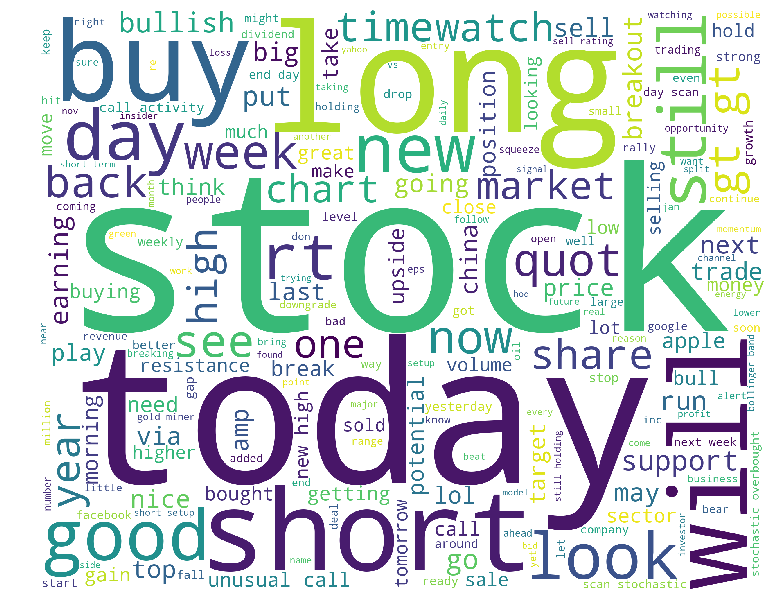 keep
right
bullish
timewatch
sell
might
dividend
watching
possible
buy
long
big
take
sell rating
trading
hold
sure
re
loss
yahoo
entry
breakout
still
strong
nov
end day
taking
vs
looking
day scan
even
hit
call activity
put
holding
drop
small
gt gt
move
insider
daily
opportunity
growth
day
week
much
another
new
position
squeeze
rally
great
short term
make
signal
want
split
back
month
think
chart
going
market
selling
continue
coming
people
level
close
low
jan
momentum
earning
weekly
stock
don
follow
open
well
green
high
rt
upside
china
quot
channel
next
buying
work
last
eps
price
trade
trying
got
future
large
energy
money
near
revenue
downgrade
bad
hod
real
lower
see
one
now
lot
google
soon
better
bring
way
setup
oil
reason
play
breaking
found
share
apple
resistance
break
volume
stop
bollinger band
today
will
gap
point
major
yesterday
every
bull
need
gold miner
amp
know
inc
profit
alert
million
year
morning
via
new high
sold
range
potential
target
run
higher
added
beat
come
next week
support
number
little
nice
bought
end
getting
lol
may
still holding
business
stochastic overbought
good
facebook
short setup
deal
model
sector
bear
short
tomorrow
call
ahead
company
look
side
top
fall
unusual call
name
around
go
let
investor
start
gain
ready
sale
scan stochastic